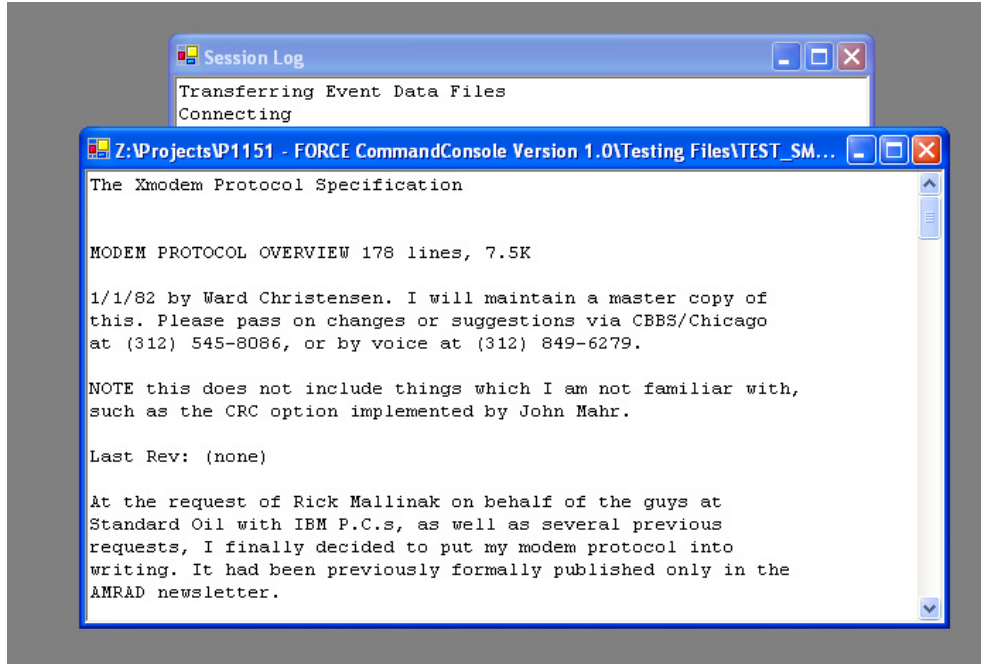 Session Log
Transferring Event Data Files
Connecting
Z:\Projects\P1151 - FORCE CommandConsole Version 1.0\Testing Files\TEST_SM...
The Xmodem Protocol Specification
MODEM PROTOCOL OVERVIEW 178 lines, 7.5K
1/1/82 by Ward Christensen. I will maintain a master copy of
this. Please pass on changes or suggestions via CBBS/Chicago
at (312) 545-8086, or by voice at (312) 849-6279.
NOTE this does not include things which I am not familiar with,
such as the CRC option implemented by John Mahr.
Last Rev: (none)
At the request of Rick Mallinak on behalf of the guys at
Standard Oil with IBM P.C.s, as well as several previous
requests, I finally decided to put my modem protocol into
writing. It had been previously formally published only in the
AMRAD newsletter.